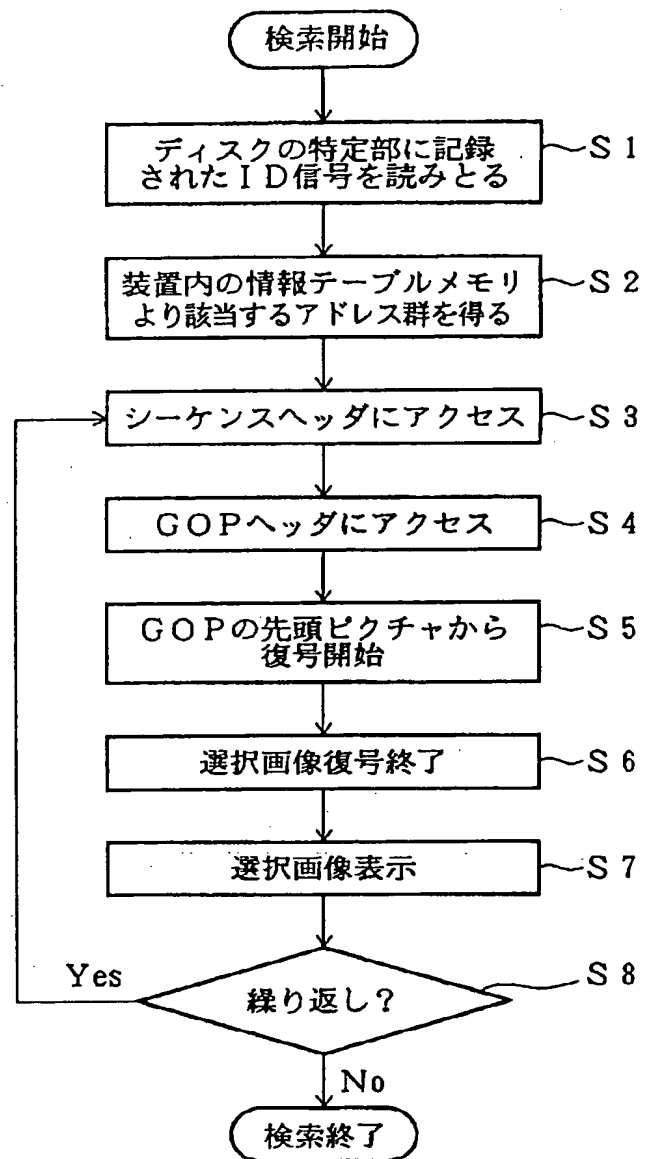 検索開始
ディスクの特定部に記録
されたＩＤ信号を読みとる
S 1
装置内の情報テーブルメモリ
より該当するアドレス群を得る
S 2
シーケンスヘッダにアクセス
S 3
ＧＯＰヘッダにアクセス
S 4
ＧＯＰの先頭ピクチャから
復号開始
S 5
選択画像復号終了
S 6
選択画像表示
S 7
繰り返し？
S 8
Yes
No
検索終了